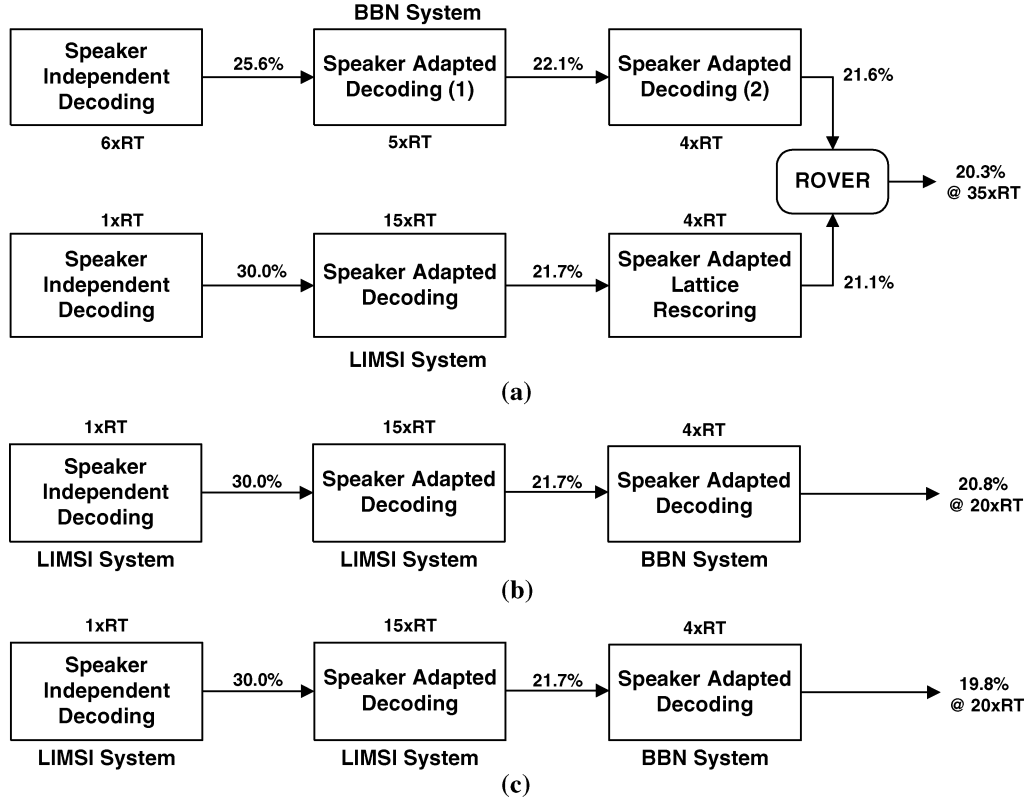 BBN System
Speaker
Independent
Decoding
6xRT
25.6%
Speaker Adapted
Decoding (1)
5xRT
22.1%
Speaker Adapted
Decoding (2)
4xRT
21.6%
ROVER
20.3%
@ 35xRT
1xRT
Speaker
Independent
Decoding
30.0%
15xRT
Speaker Adapted
Decoding
21.7%
4xRT
Speaker Adapted
Lattice
Rescoring
21.1%
LIMSI System
(a)
1xRT
Speaker
Independent
Decoding
LIMSI System
30.0%
15xRT
Speaker Adapted
Decoding
LIMSI System
21.7%
4xRT
Speaker Adapted
Decoding
BBN System
20.8%
@ 20xRT
(b)
1xRT
Speaker
Independent
Decoding
LIMSI System
30.0%
15xRT
Speaker Adapted
Decoding
LIMSI System
21.7%
4xRT
Speaker Adapted
Decoding
BBN System
19.8%
@ 20xRT
(c)